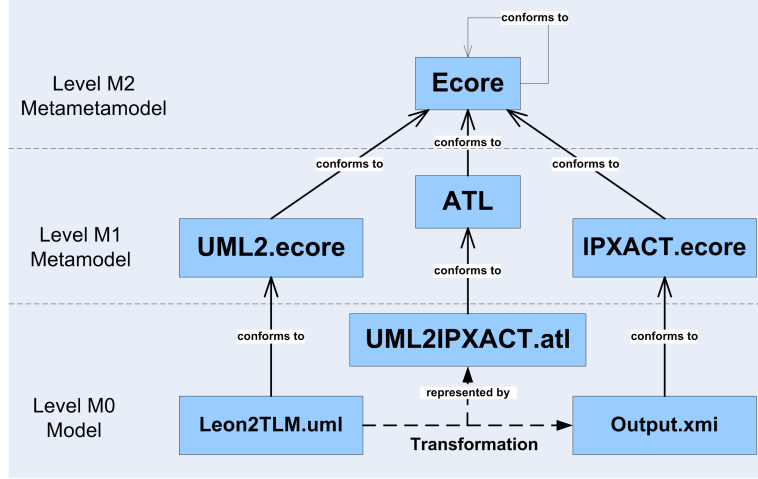 conforms to
Ecore
Level M2
Metametamodel
conforms to
conforms to
conforms to
ATL
Level M1
Metamodel
UML2.ecore
IPXACT.ecore
conforms to
conforms to
conforms to
UML2IPXACT.atl
represented by
Level M0
Model
Leon2TLM.uml
Output.xmi
Transformation